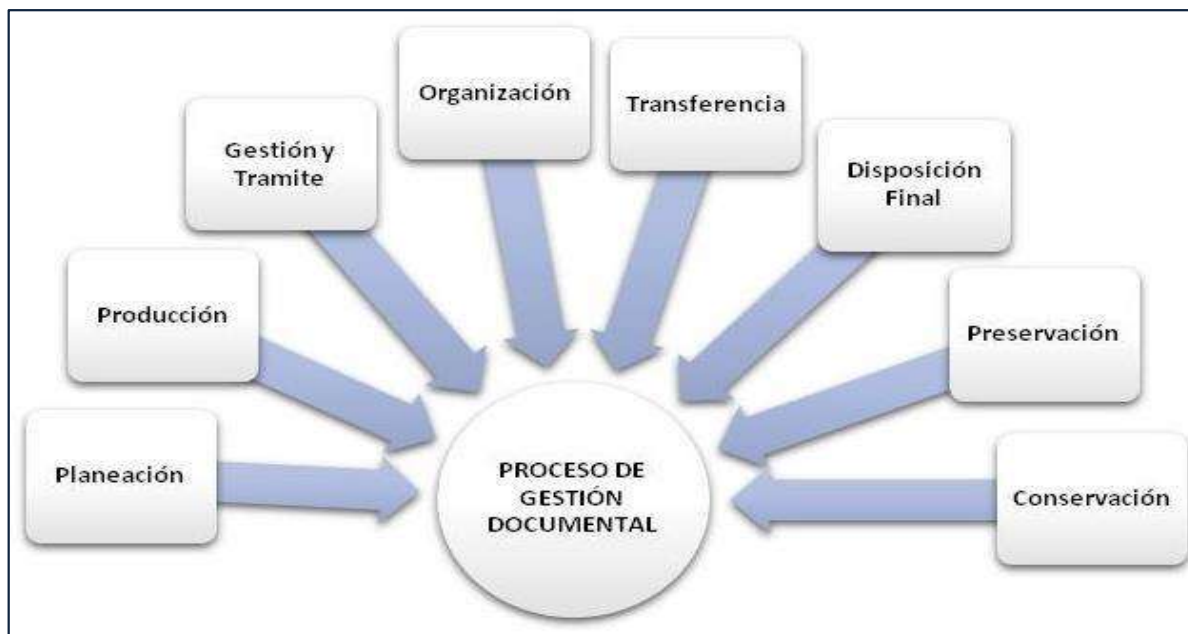 Organización
Transferencia
Gestión y
Tramite
Disposición
Final
Producción
Preservación
Planeación
PROCESO DE
GESTIÓN
DOCUMENTAL
Conservación